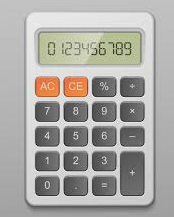 0123456789
AC CE % ÷
7 8 9 ×
4 5 6 –
1 2 3 +
0 . =